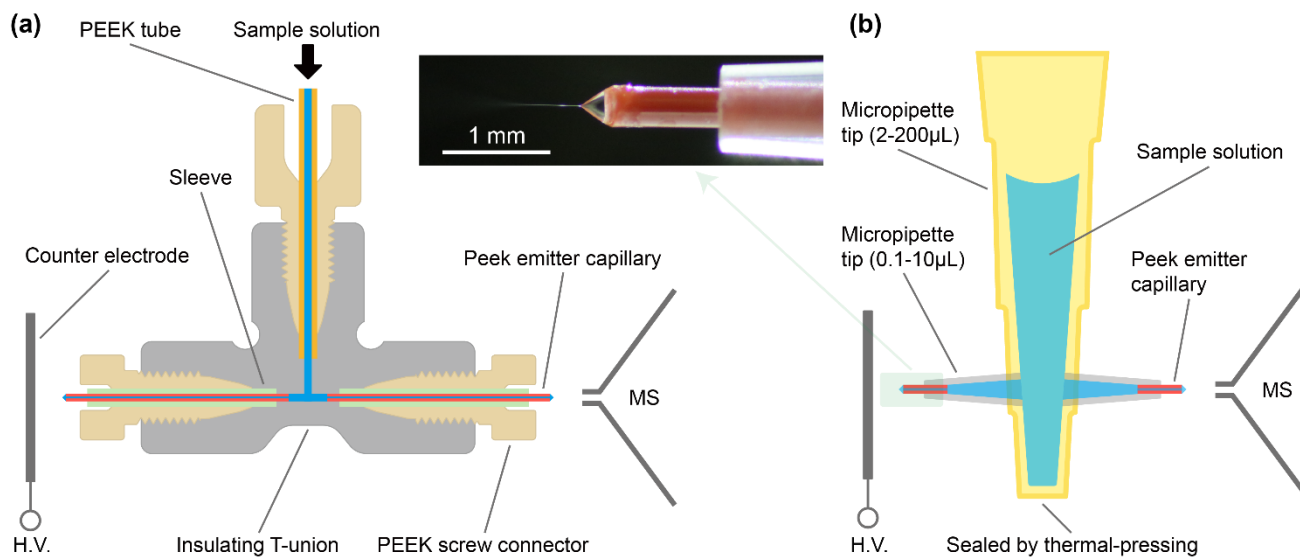 (a)
PEEK tube
Sample solution
1 mm
Sleeve
Counter electrode
Peek emitter capillary
MS
H.V.
Insulating T-union
PEEK screw connector
(b)
Micropipette
tip (2-200μL)
Sample solution
Micropipette
tip (0.1-10μL)
Peek emitter
capillary
MS
H.V.
Sealed by thermal-pressing